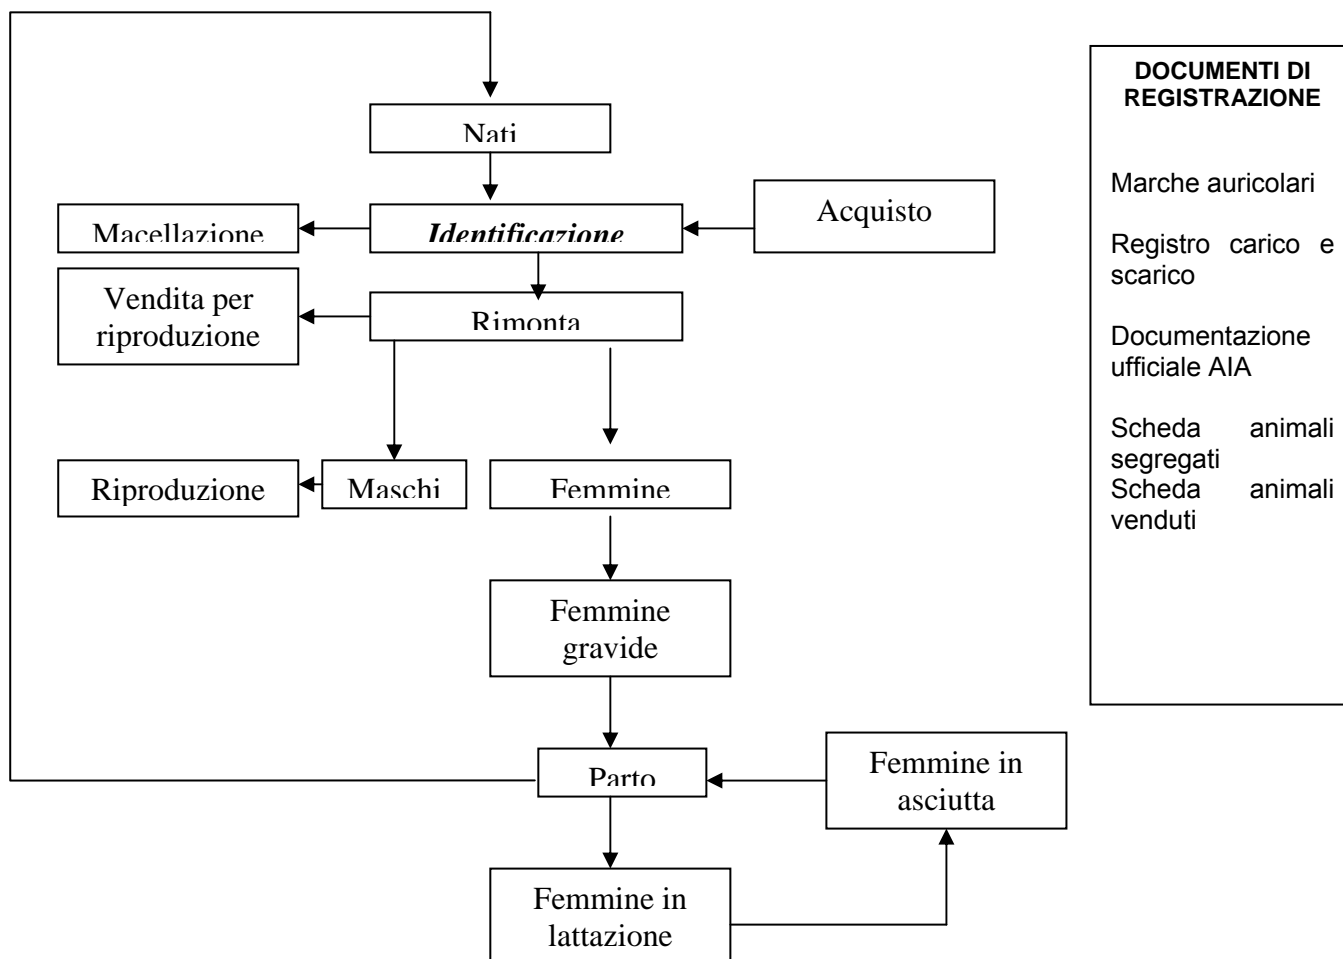 Nati
Macellazione
Identificazione
Acquisto
Vendita per
riproduzione
Rimonta
Riproduzione
Maschi
Femmine
Femmine
gravide
Parto
Femmine in
asciutta
Femmine in
lattazione
DOCUMENTI DI
REGISTRAZIONE
Marche auricolari
Registro carico e
scarico
Documentazione
ufficiale AIA
Scheda animali
segregati
Scheda animali
venduti